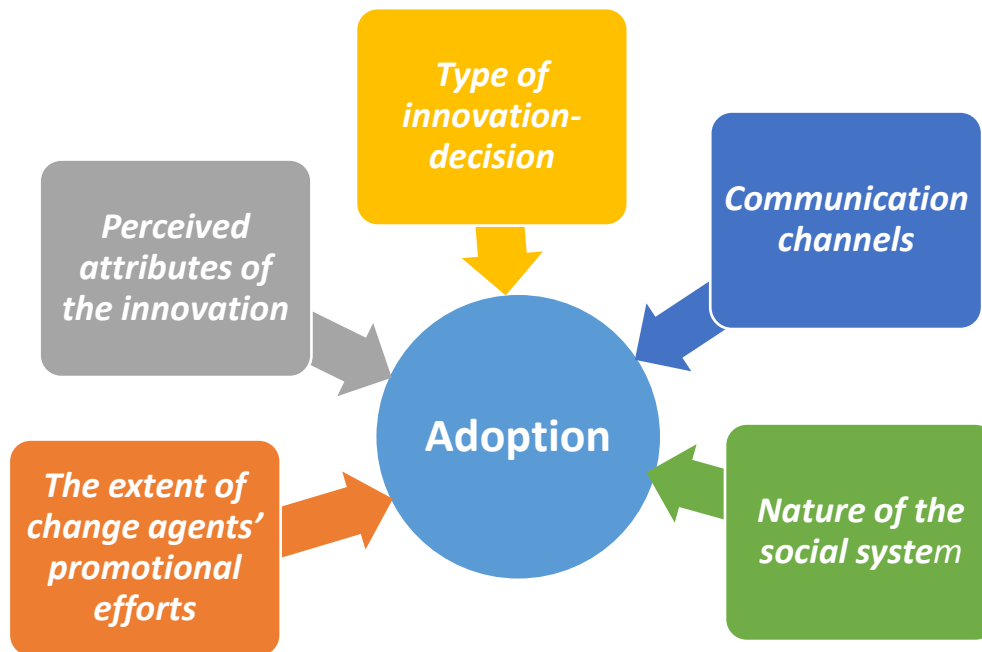 Type of
innovation-
decision
Perceived
attributes of
the innovation
Communication
channels
Adoption
The extent of
change agents’
promotional
efforts
Nature of the
social system